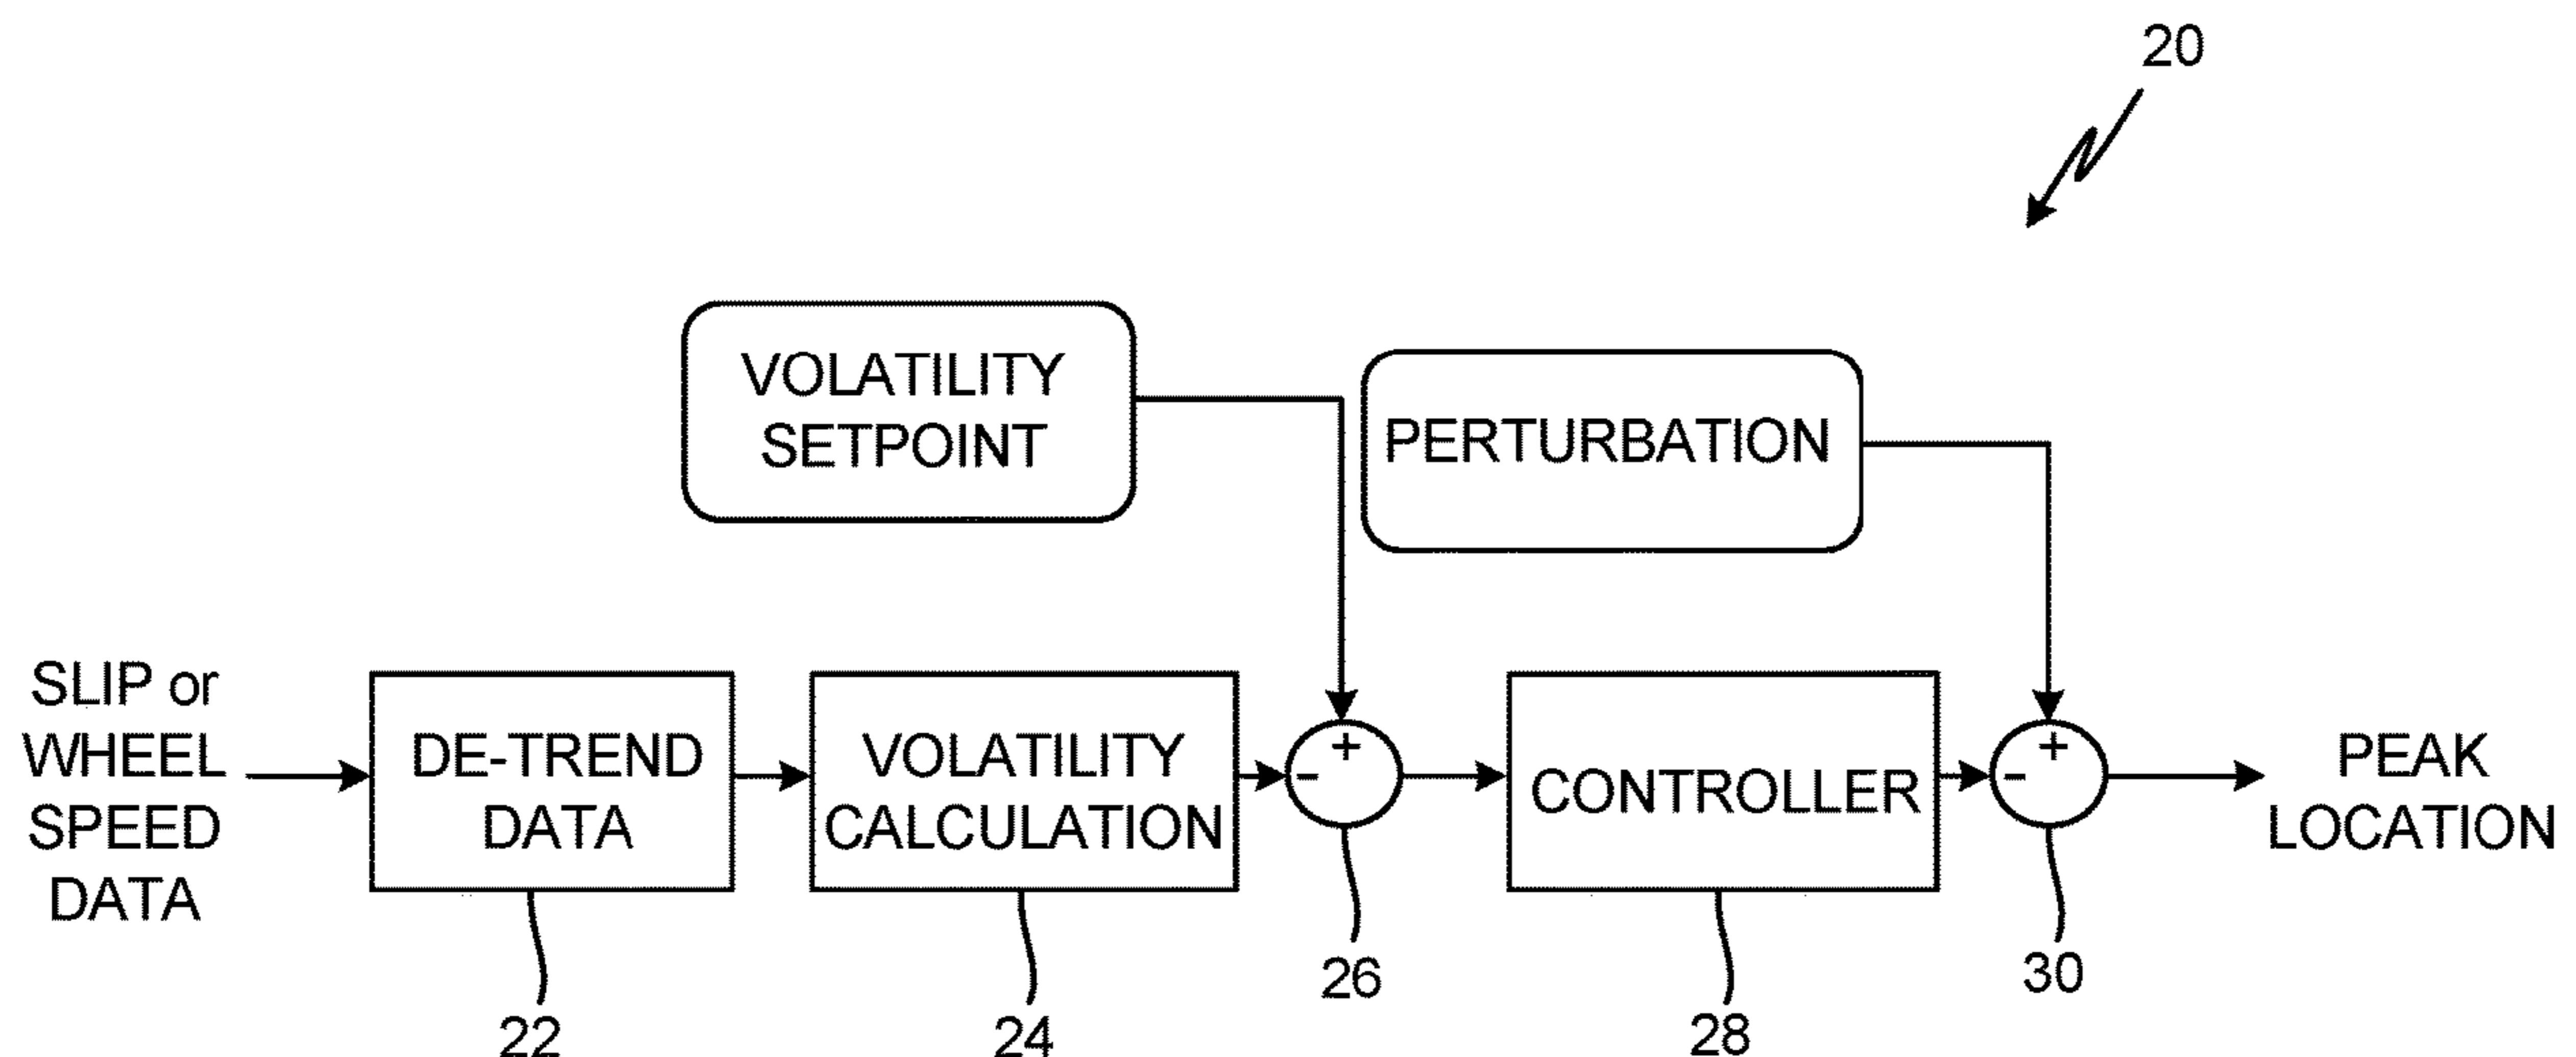 20
VOLATILITY
SETPOINT
PERTURBATION
SLIP or
WHEEL
SPEED
DATA
DE-TREND
DATA
VOLATILITY
CALCULATION
+
-
CONTROLLER
+
-
PEAK
LOCATION
22
24
26
28
30